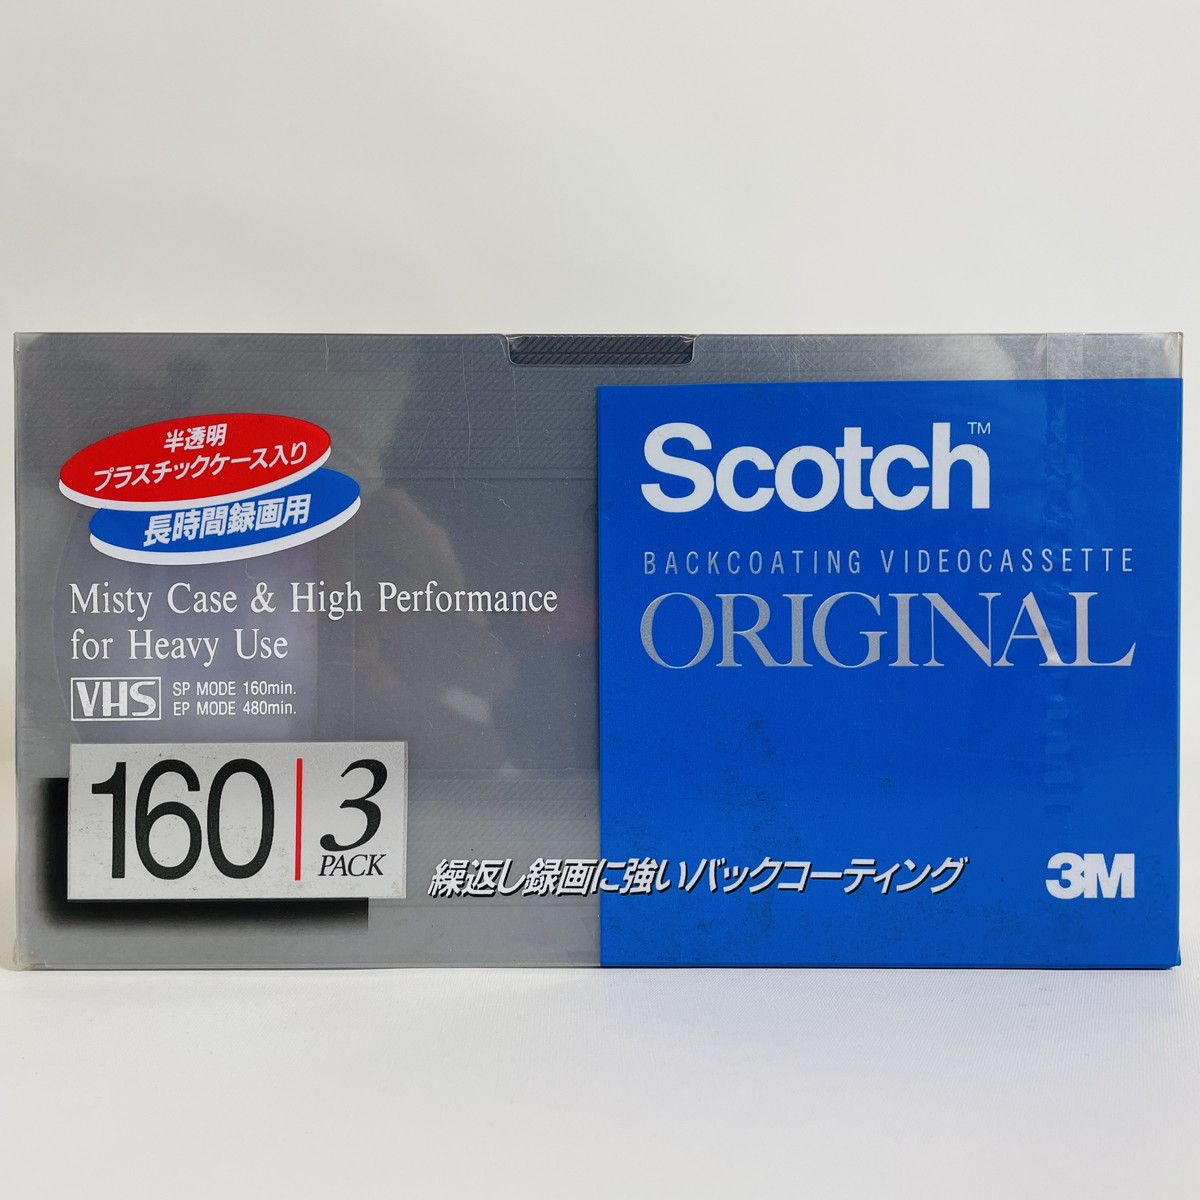 半透明
プラスチックケース入り
長時間録画用
Misty Case & High Performance
for Heavy Use
VHS SP MODE 160min.
EP MODE 480min.
160 3
PACK
Scotch™
BACKCOATING VIDEOCASSETTE
ORIGINAL
繰返し録画に強いバックコーティング
3M